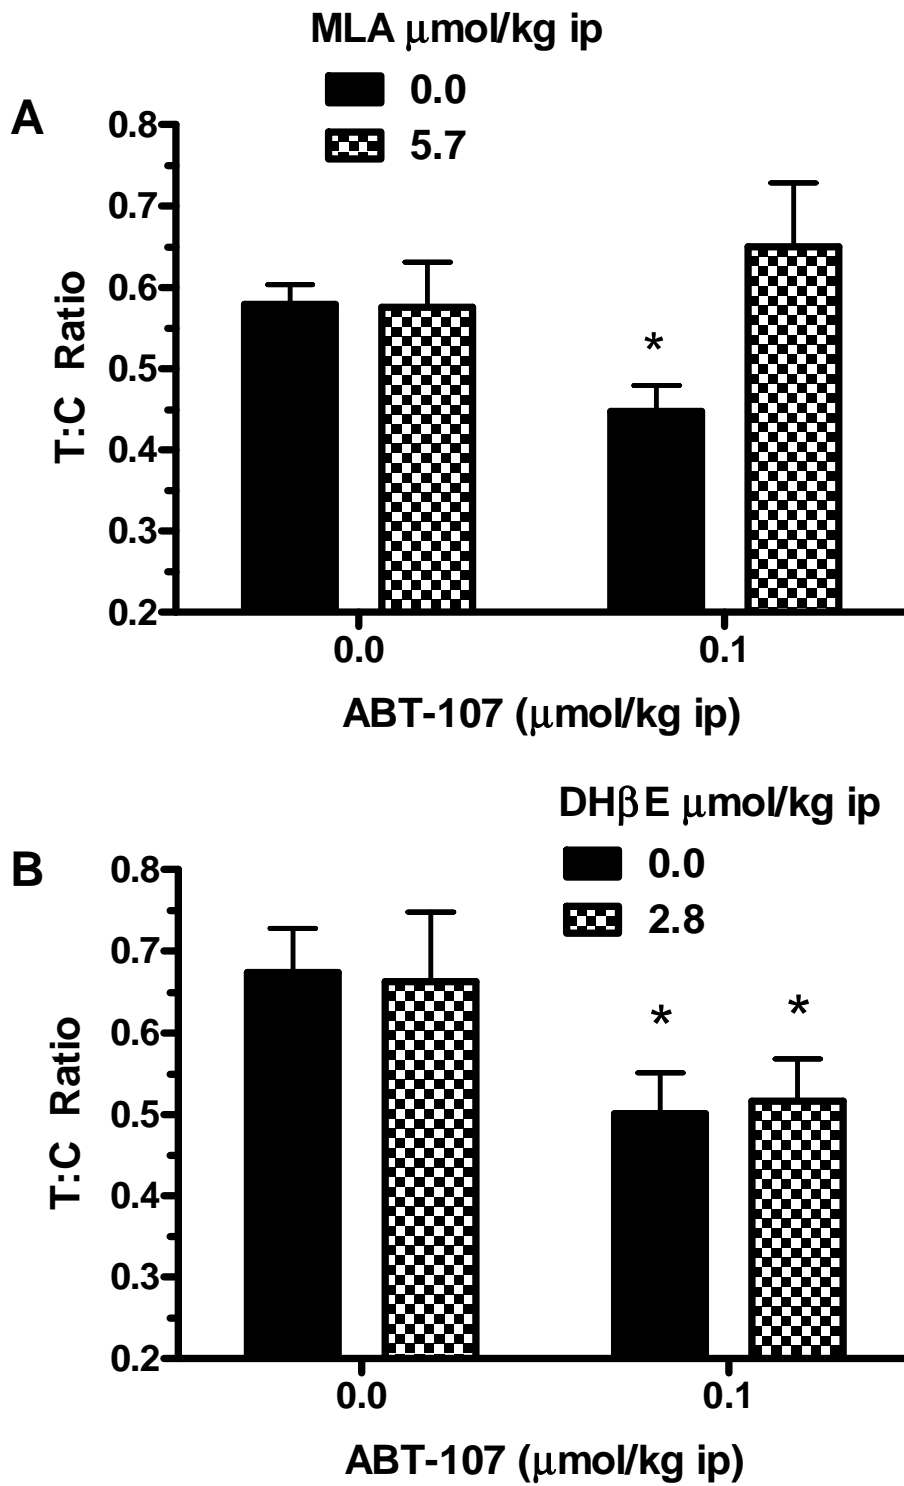 MLA μmol/kg ip
0.0
5.7
A
0.8
0.7
0.6
0.5
0.4
0.3
0.2
T:C Ratio
*
0.0 0.1
ABT-107 (μmol/kg ip)
DHβE μmol/kg ip
0.0
2.8
B
0.8
0.7
0.6
0.5
0.4
0.3
0.2
T:C Ratio
* *
0.0 0.1
ABT-107 (μmol/kg ip)